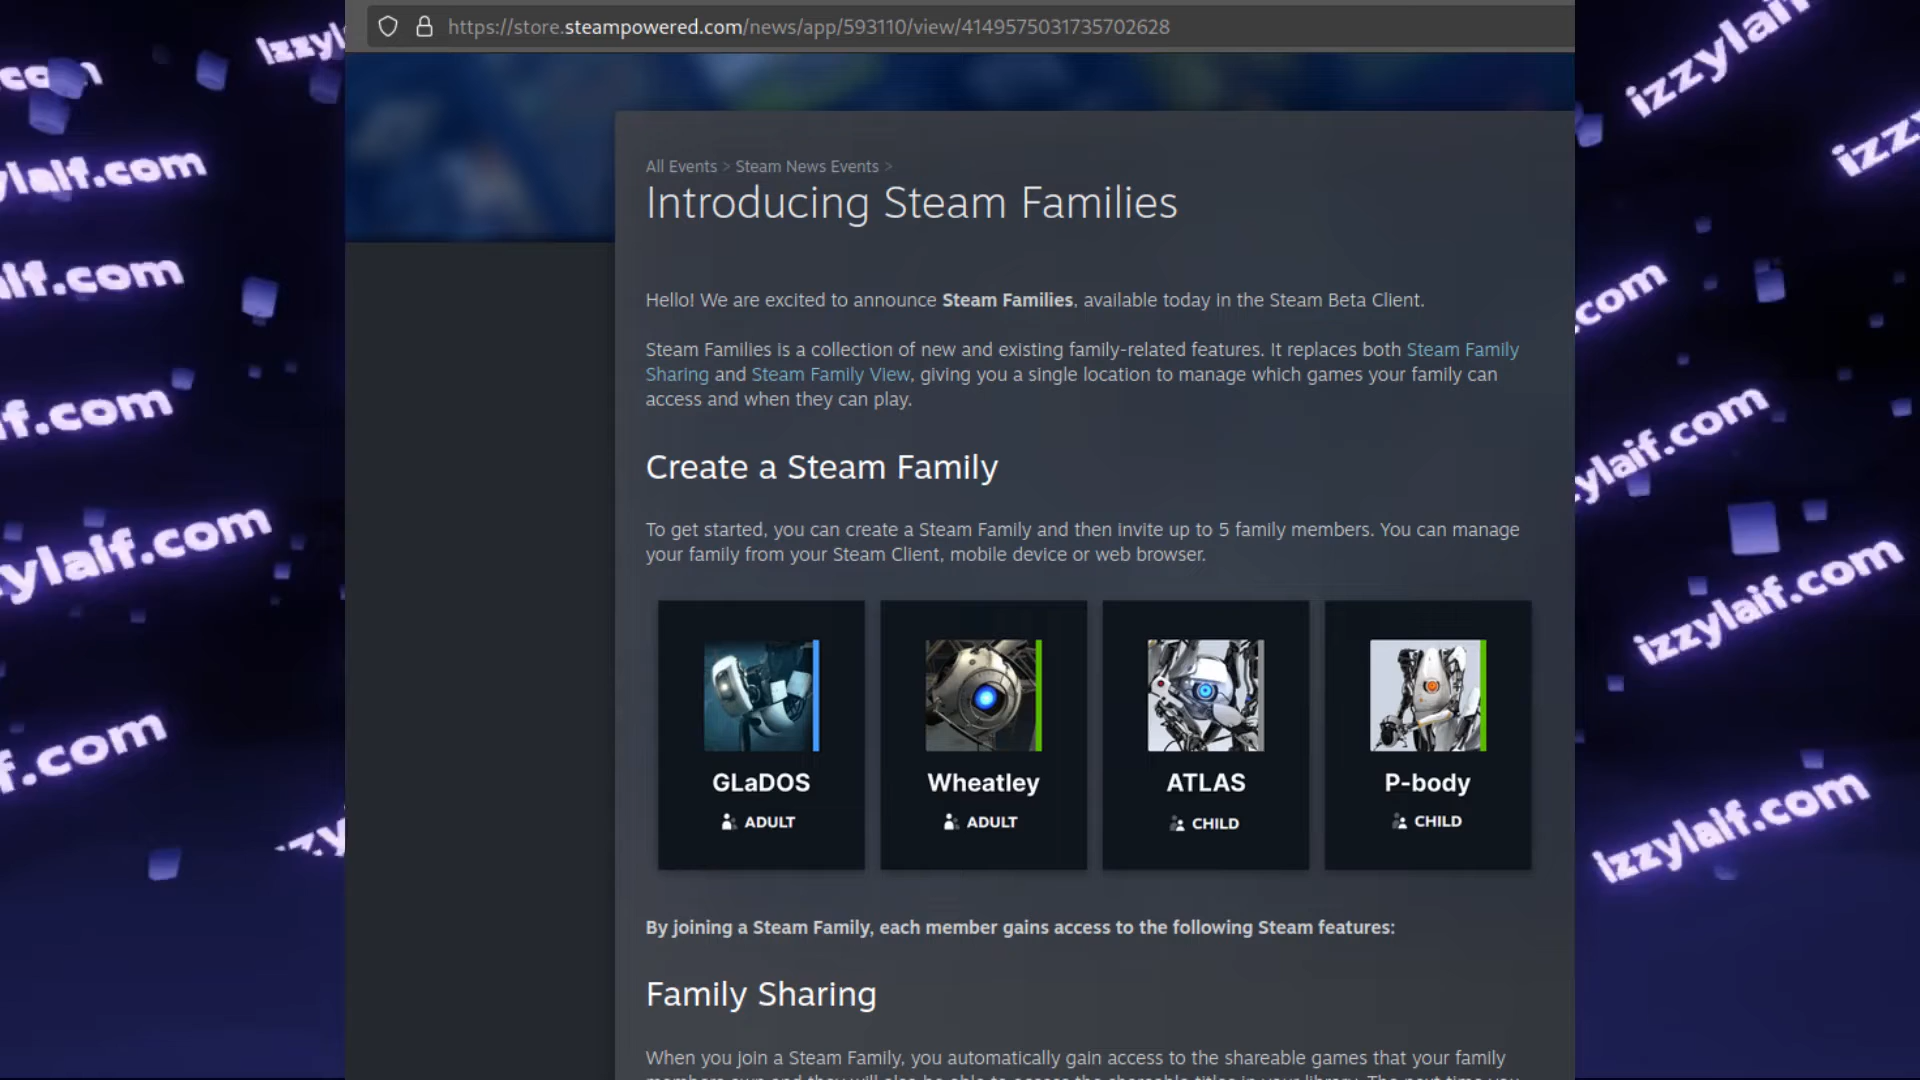 https://store.steampowered.com/news/app/593110/view/4149575031735702628
All Events > Steam News Events >
Introducing Steam Families
Hello! We are excited to announce Steam Families, available today in the Steam Beta Client.
Steam Families is a collection of new and existing family-related features. It replaces both Steam Family
Sharing and Steam Family View, giving you a single location to manage which games your family can
access and when they can play.
Create a Steam Family
To get started, you can create a Steam Family and then invite up to 5 family members. You can manage
your family from your Steam Client, mobile device or web browser.
GLaDOS
ADULT
Wheatley
ADULT
ATLAS
CHILD
P-body
CHILD
By joining a Steam Family, each member gains access to the following Steam features:
Family Sharing
When you join a Steam Family, you automatically gain access to the shareable games that your family
izzylaif.com
izzylaif.com